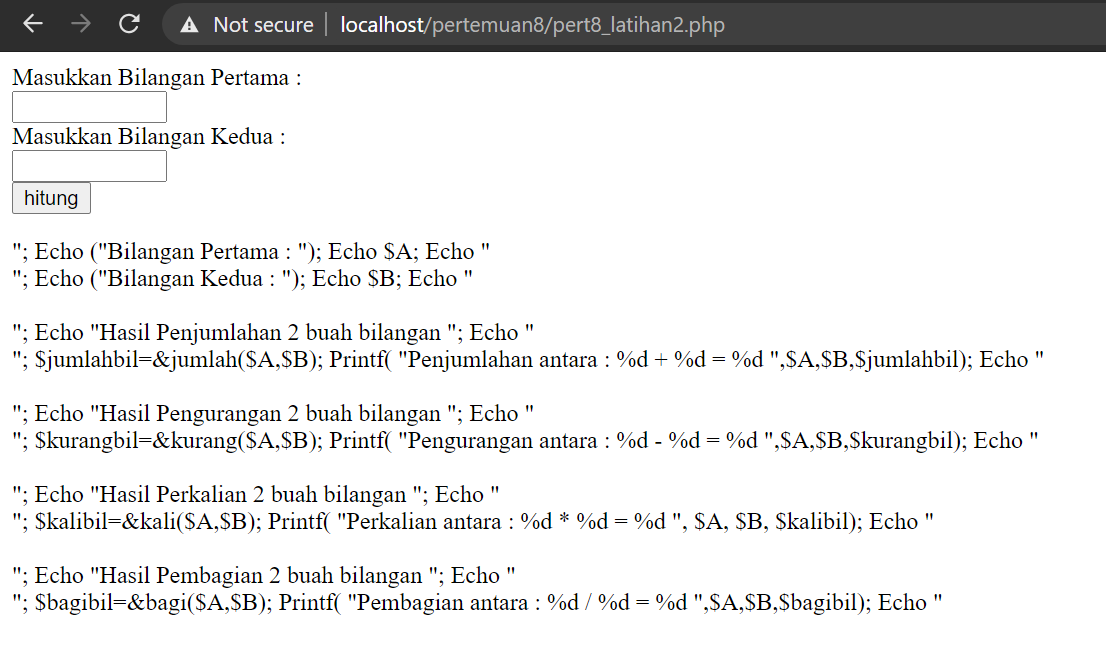 Not secure | localhost/pertemuan8/pert8_latihan2.php
Masukkan Bilangan Pertama :
Masukkan Bilangan Kedua :
hitung
"; Echo ("Bilangan Pertama : "); Echo $A; Echo "
"; Echo ("Bilangan Kedua : "); Echo $B; Echo "
"; Echo "Hasil Penjumlahan 2 buah bilangan "; Echo "
"; $jumlahbil=&jumlah($A,$B); Printf( "Penjumlahan antara : %d + %d = %d ",$A,$B,$jumlahbil); Echo "
"; Echo "Hasil Pengurangan 2 buah bilangan "; Echo "
"; $kurangbil=&kurang($A,$B); Printf( "Pengurangan antara : %d - %d = %d ",$A,$B,$kurangbil); Echo "
"; Echo "Hasil Perkalian 2 buah bilangan "; Echo "
"; $kalibil=&kali($A,$B); Printf( "Perkalian antara : %d * %d = %d ", $A, $B, $kalibil); Echo "
"; Echo "Hasil Pembagian 2 buah bilangan "; Echo "
"; $bagibil=&bagi($A,$B); Printf( "Pembagian antara : %d / %d = %d ",$A,$B,$bagibil); Echo "